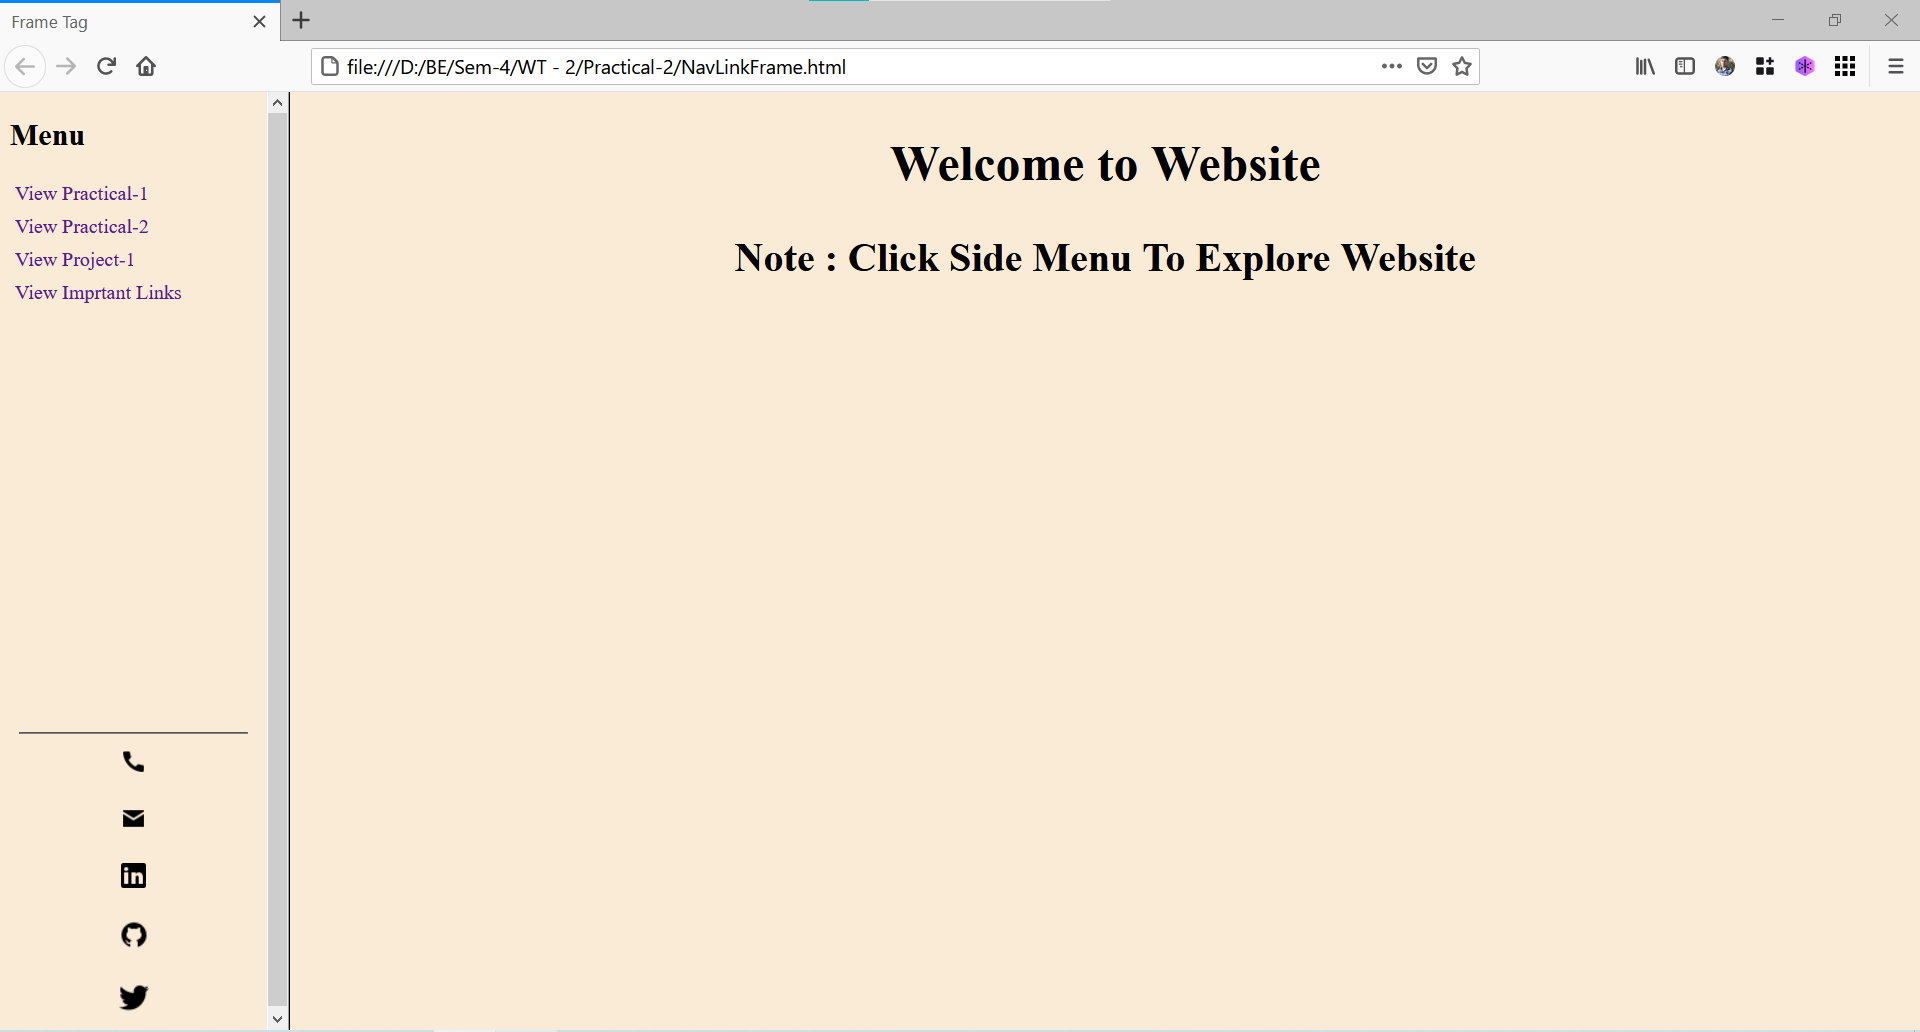 Frame Tag
file:///D:/BE/Sem-4/WT - 2/Practical-2/NavLinkFrame.html
Menu
View Practical-1
View Practical-2
View Project-1
View Imprtant Links
in
Welcome to Website
Note : Click Side Menu To Explore Website